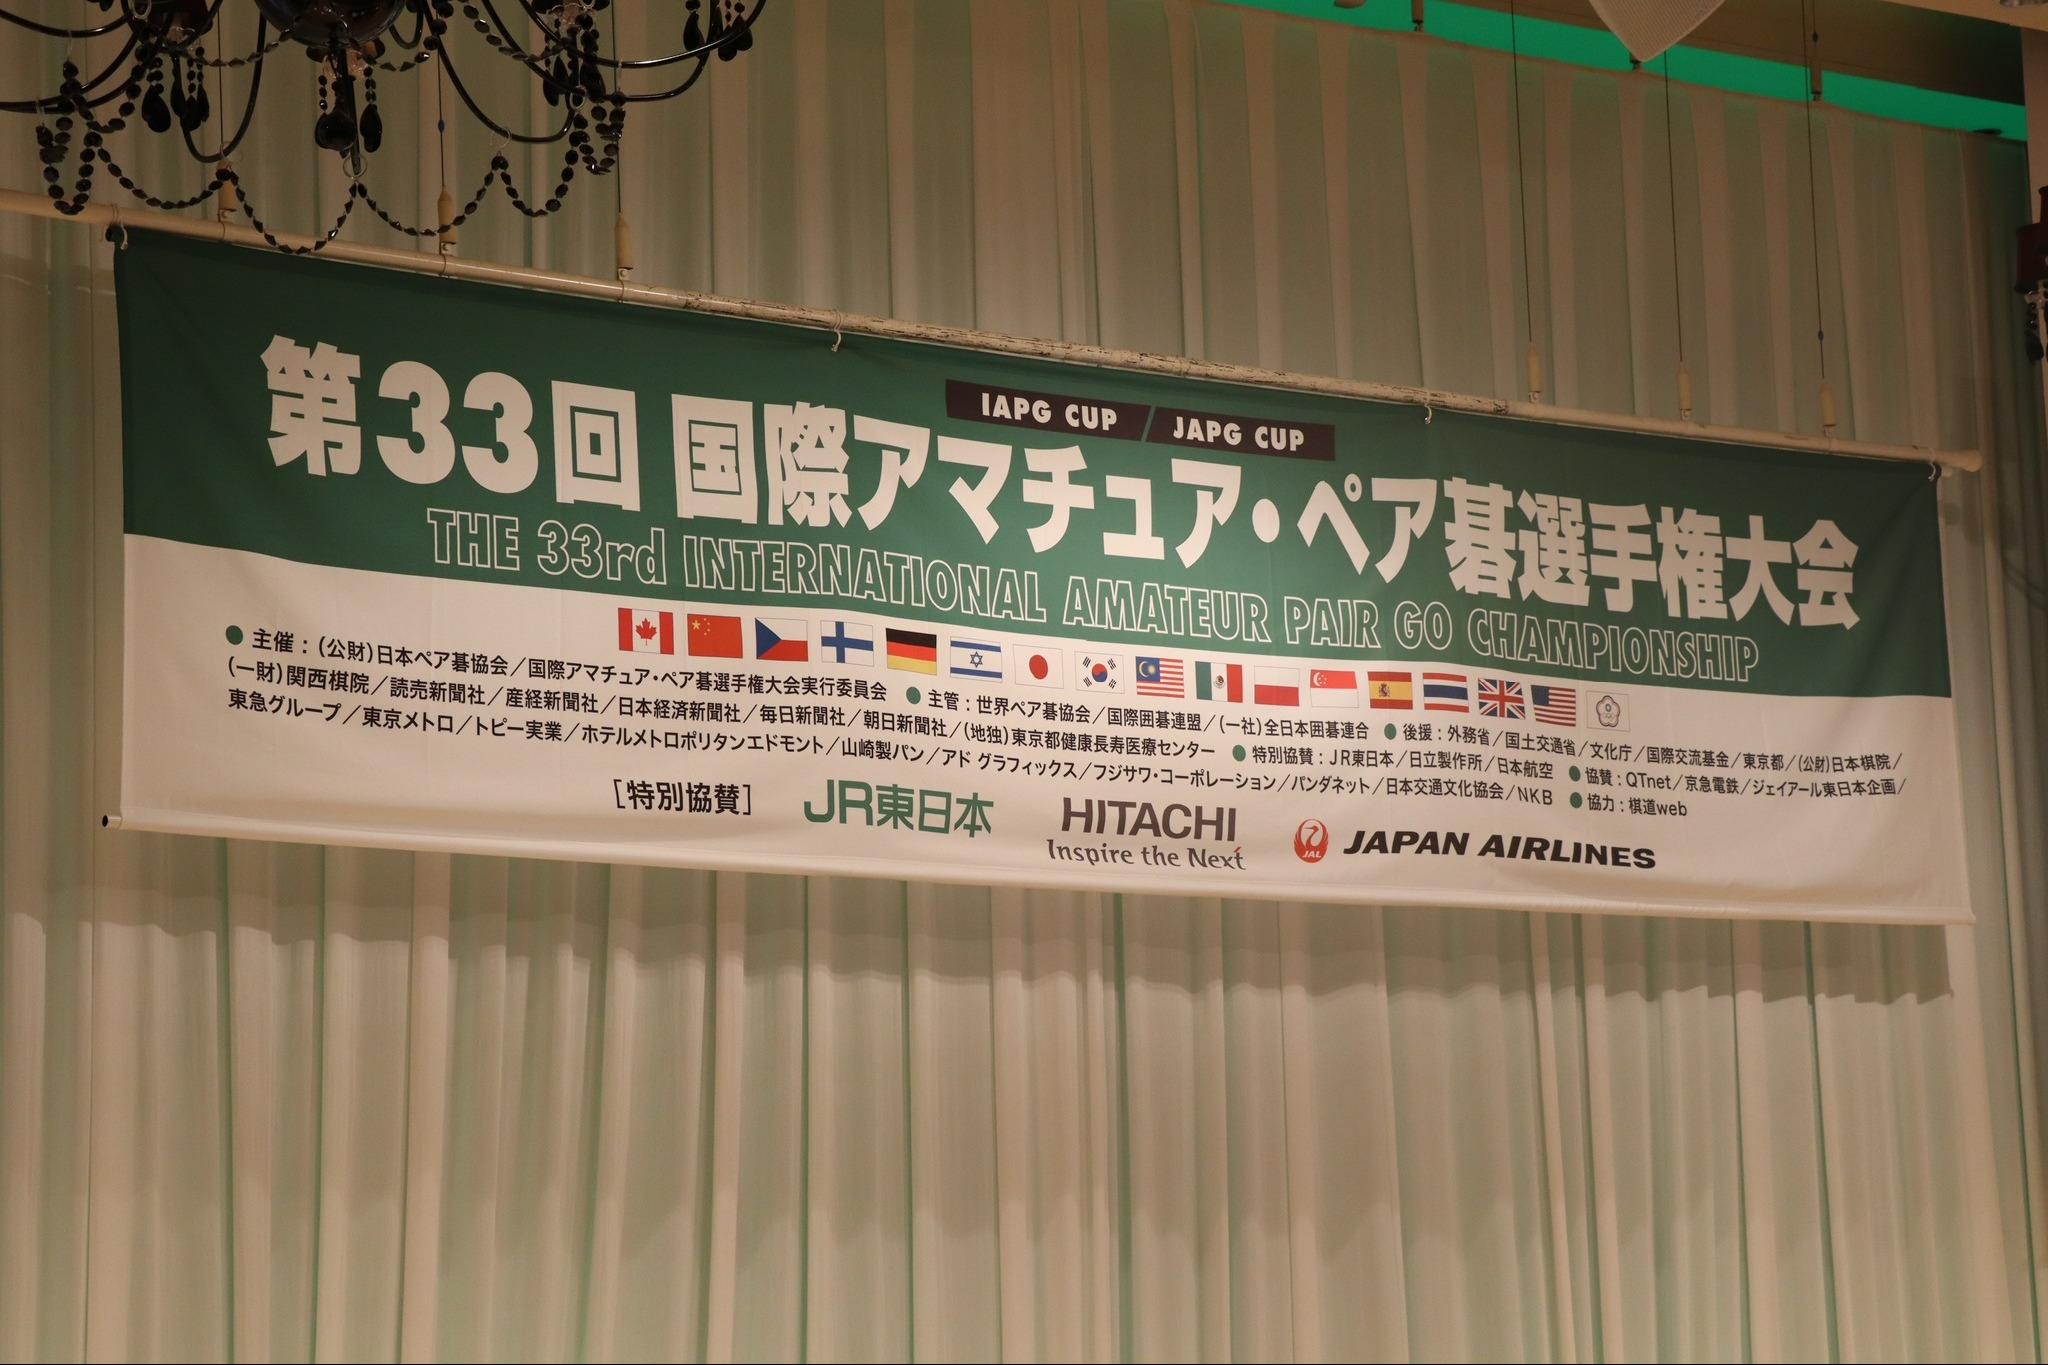 IAPG CUP / JAPG CUP
第33回 国際アマチュア・ペア碁選手権大会
THE 33rd INTERNATIONAL AMATEUR PAIR GO CHAMPIONSHIP
●主催：(公財)日本ペア碁協会／国際アマチュア・ペア碁選手権大会実行委員会 ●主管：世界ペア碁協会／国際囲碁連盟／(一社)全日本囲碁連合 ●後援：外務省／国土交通省／文化庁／国際交流基金／東京都／(公財)日本棋院／
(一財)関西棋院／読売新聞社／産経新聞社／日本経済新聞社／毎日新聞社／朝日新聞社／(地独)東京都健康長寿医療センター ●特別協賛：JR東日本／日立製作所／日本航空 ●協賛：QTnet／京急電鉄／ジェイアール東日本企画／
東急グループ／東京メトロ／トピー実業／ホテルメトロポリタンエドモント／山崎製パン／アド グラフィックス／フジサワ・コーポレーション／パンダネット／日本交通文化協会／NKB ●協力：棋道web
[特別協賛] JR東日本 HITACHI JAL JAPAN AIRLINES
Inspire the Next